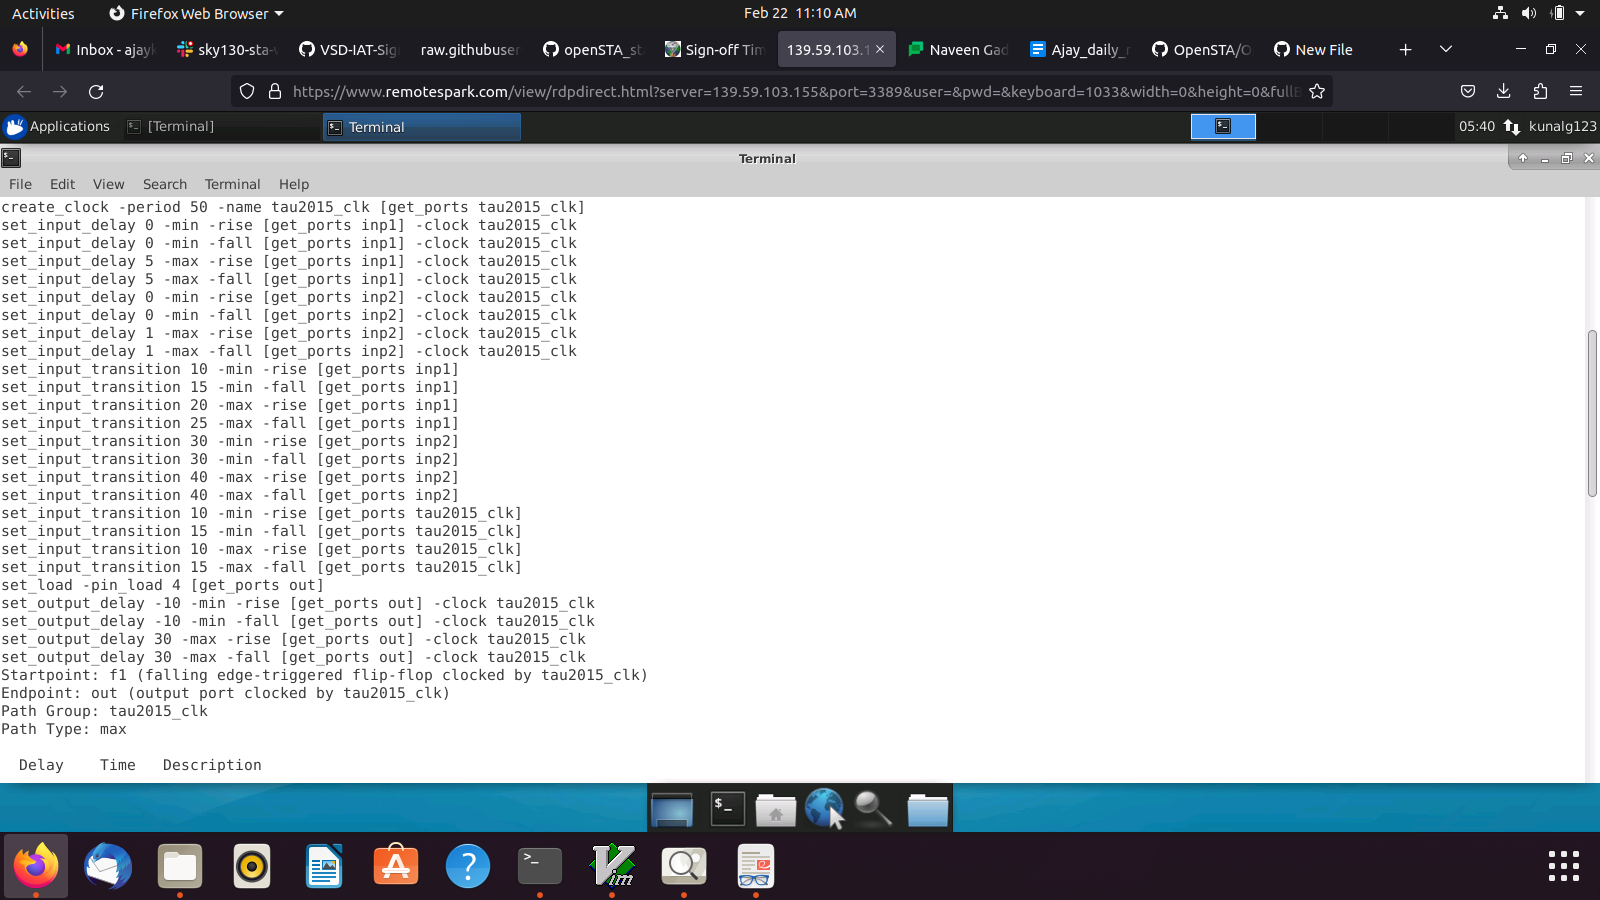 Activities
Firefox Web Browser
Feb 22 11:10 AM
Inbox - ajayk
sky130-sta-
VSD-IAT-Sig
raw.githubuser
openSTA_st
Sign-off Tim
139.59.103.1
Naveen Gad
Ajay_daily_r
OpenSTA/O
New File
https://www.remotespark.com/view/rdpdirect.html?server=139.59.103.155&port=3389&user=&pwd=&keyboard=1033&width=0&height=0&full
Applications
[Terminal]
Terminal
05:40
kunalg123
Terminal
File Edit View Search Terminal Help
create_clock -period 50 -name tau2015_clk [get_ports tau2015_clk]
set_input_delay 0 -min -rise [get_ports inp1] -clock tau2015_clk
set_input_delay 0 -min -fall [get_ports inp1] -clock tau2015_clk
set_input_delay 5 -max -rise [get_ports inp1] -clock tau2015_clk
set_input_delay 5 -max -fall [get_ports inp1] -clock tau2015_clk
set_input_delay 0 -min -rise [get_ports inp2] -clock tau2015_clk
set_input_delay 0 -min -fall [get_ports inp2] -clock tau2015_clk
set_input_delay 1 -max -rise [get_ports inp2] -clock tau2015_clk
set_input_delay 1 -max -fall [get_ports inp2] -clock tau2015_clk
set_input_transition 10 -min -rise [get_ports inp1]
set_input_transition 15 -min -fall [get_ports inp1]
set_input_transition 20 -max -rise [get_ports inp1]
set_input_transition 25 -max -fall [get_ports inp1]
set_input_transition 30 -min -rise [get_ports inp2]
set_input_transition 30 -min -fall [get_ports inp2]
set_input_transition 40 -max -rise [get_ports inp2]
set_input_transition 40 -max -fall [get_ports inp2]
set_input_transition 10 -min -rise [get_ports tau2015_clk]
set_input_transition 15 -min -fall [get_ports tau2015_clk]
set_input_transition 10 -max -rise [get_ports tau2015_clk]
set_input_transition 15 -max -fall [get_ports tau2015_clk]
set_load -pin_load 4 [get_ports out]
set_output_delay -10 -min -rise [get_ports out] -clock tau2015_clk
set_output_delay -10 -min -fall [get_ports out] -clock tau2015_clk
set_output_delay 30 -max -rise [get_ports out] -clock tau2015_clk
set_output_delay 30 -max -fall [get_ports out] -clock tau2015_clk
Startpoint: f1 (falling edge-triggered flip-flop clocked by tau2015_clk)
Endpoint: out (output port clocked by tau2015_clk)
Path Group: tau2015_clk
Path Type: max
Delay Time Description